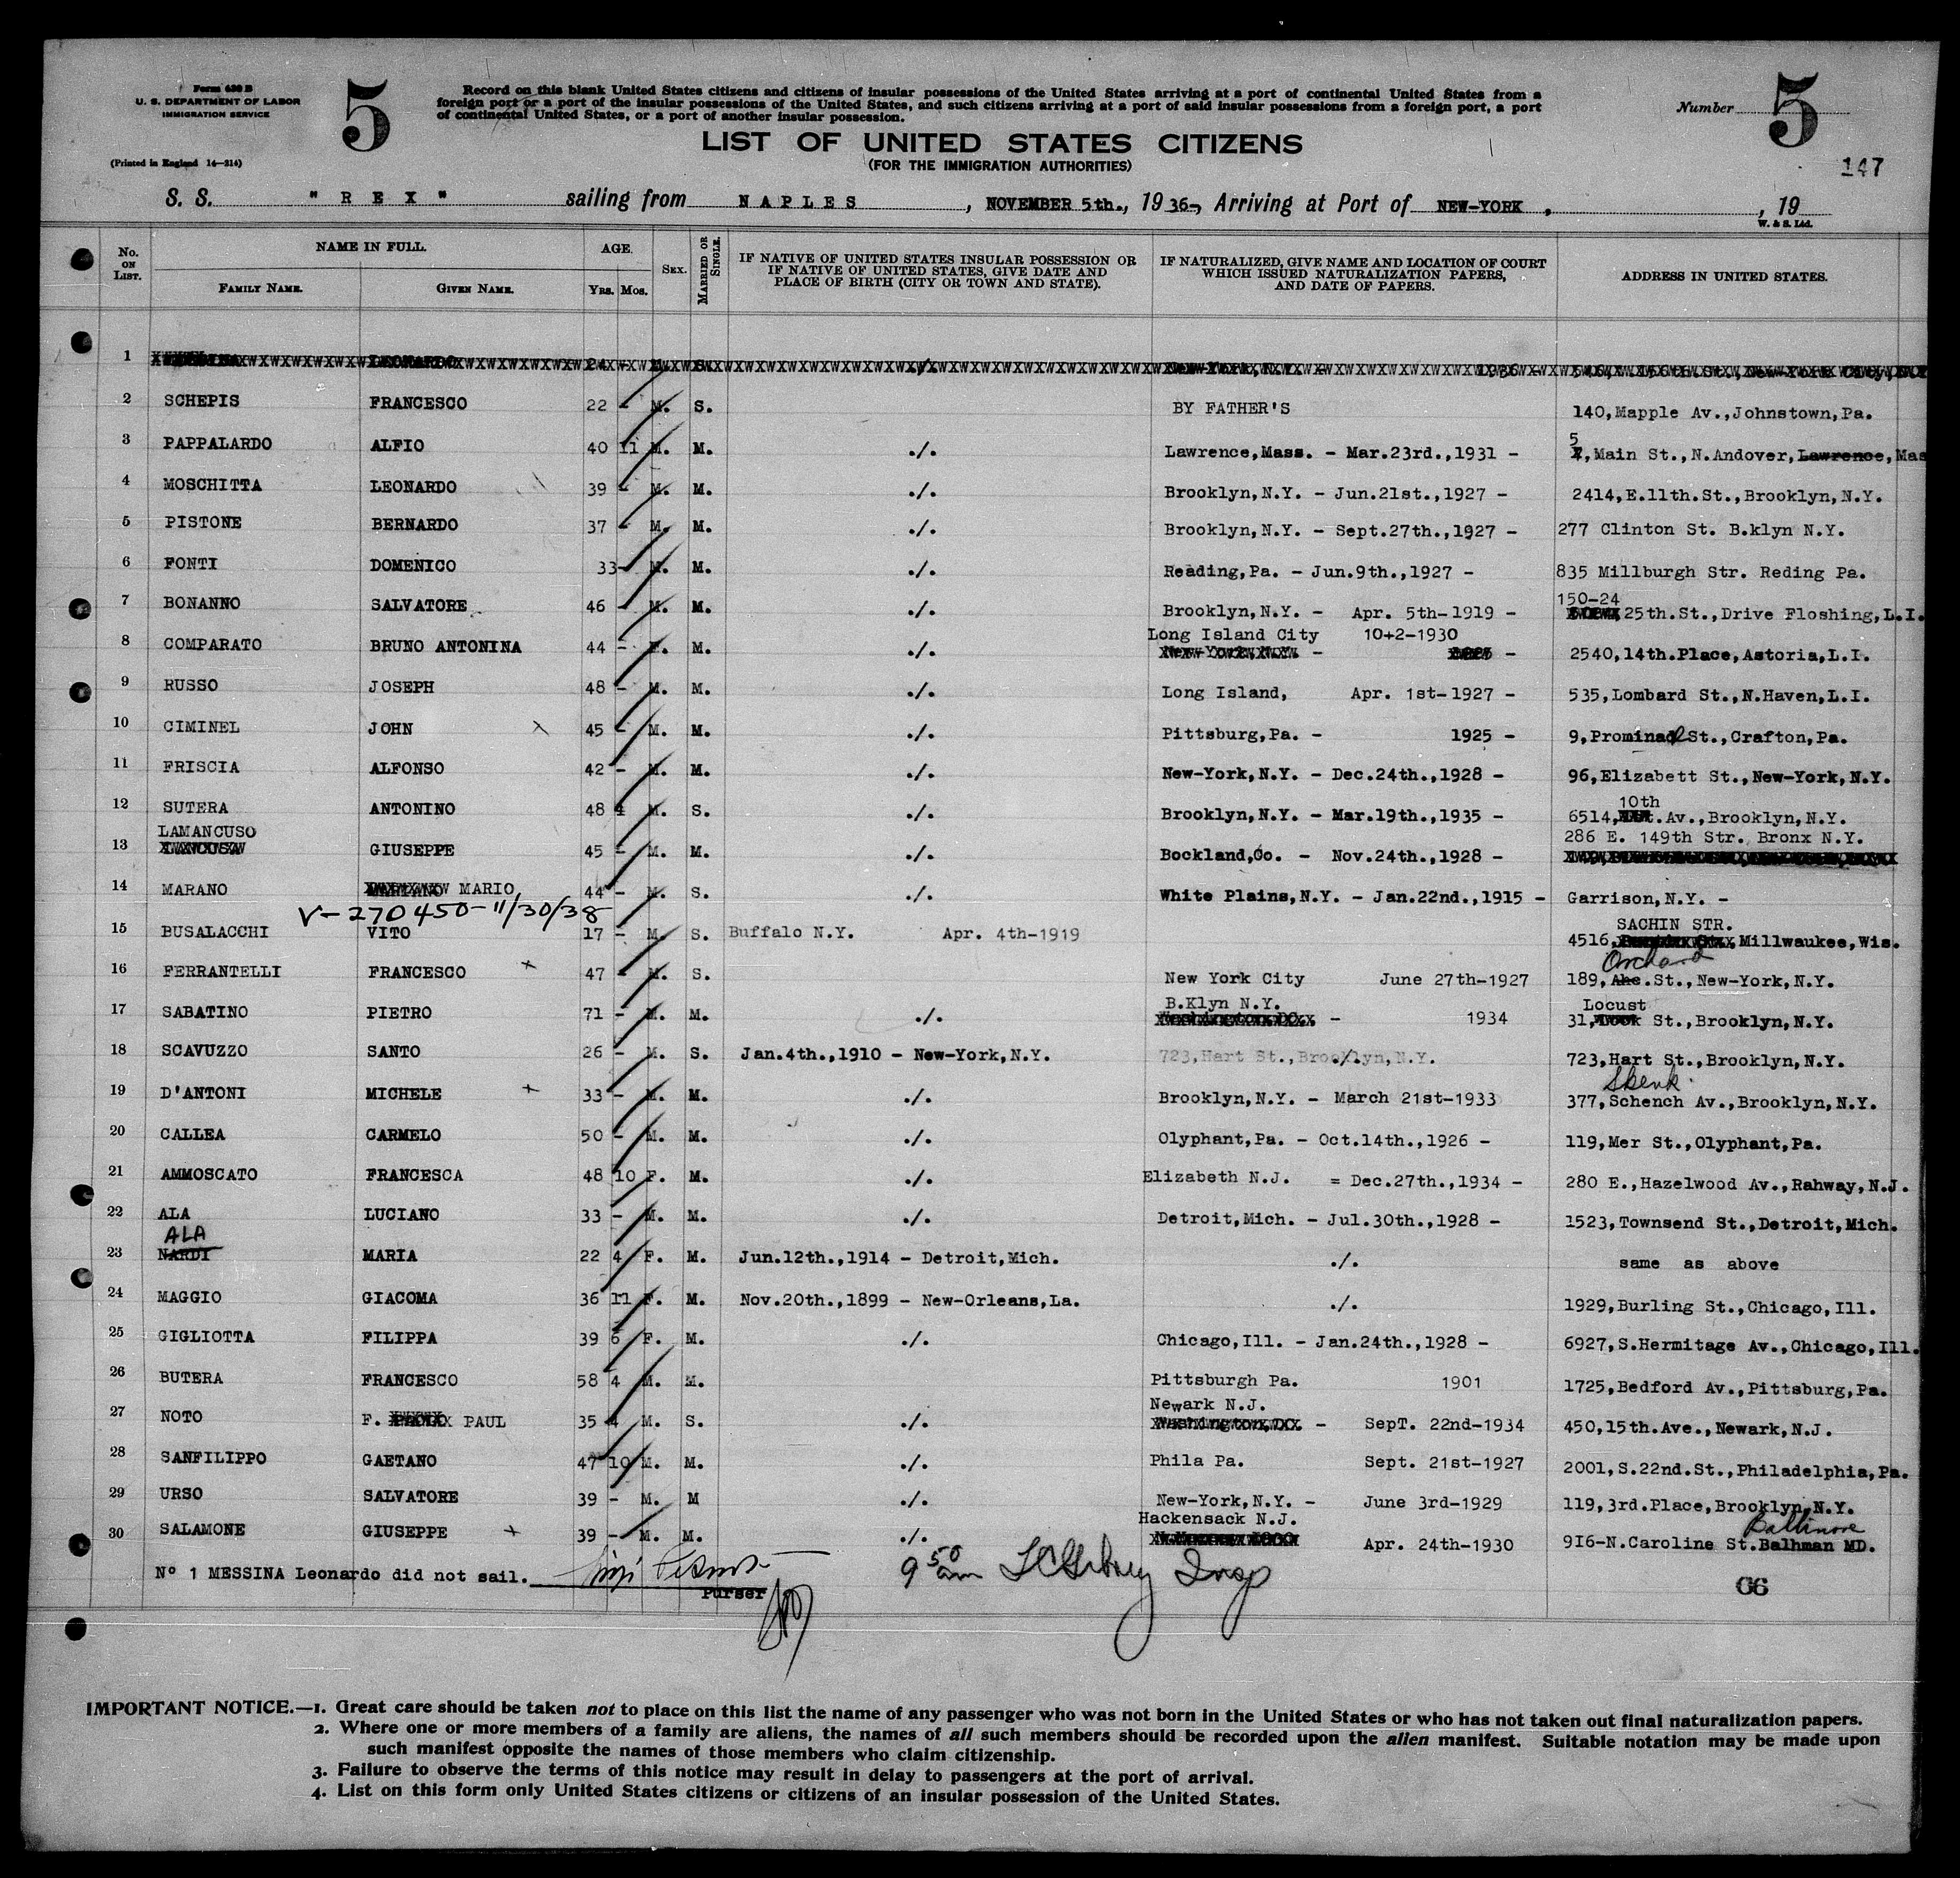 Form 630 B
U. S. DEPARTMENT OF LABOR
IMMIGRATION SERVICE
(Printed in England 14—214)
5
Record on this blank United States citizens and citizens of insular possessions of the United States arriving at a port of continental United States from a
foreign port or a port of the insular possessions of the United States, and such citizens arriving at a port of said insular possessions from a foreign port, a port
of continental United States, or a port of another insular possession.
LIST OF UNITED STATES CITIZENS
(FOR THE IMMIGRATION AUTHORITIES)
Number 5
147
S. S. " R E X " sailing from N A P L E S , NOVEMBER 5th., 19 36-, Arriving at Port of NEW-YORK , , 19
W. & S. Ltd.
No. ON LIST. NAME IN FULL. FAMILY NAME. GIVEN NAME. AGE. YRS. MOS. SEX. MARRIED OR SINGLE. IF NATIVE OF UNITED STATES INSULAR POSSESSION OR IF NATIVE OF UNITED STATES, GIVE DATE AND PLACE OF BIRTH (CITY OR TOWN AND STATE). IF NATURALIZED, GIVE NAME AND LOCATION OF COURT WHICH ISSUED NATURALIZATION PAPERS, AND DATE OF PAPERS. ADDRESS IN UNITED STATES.
1 LEONARDO 24 - M. S. New-York, N.Y. - 1936 - St., New-York City, N.Y.
2 SCHEPIS FRANCESCO 22 - M. S. BY FATHER'S 140, Mapple Av., Johnstown, Pa.
5
3 PAPPALARDO ALFIO 40 11 M. M. ./. Lawrence, Mass. - Mar.23rd., 1931 - , Main St., N.Andover, Lawrence, Mas
4 MOSCHITTA LEONARDO 39 - M. M. ./. Brooklyn, N.Y. - Jun.21st., 1927 - 2414, E.11th.St., Brooklyn, N.Y.
5 PISTONE BERNARDO 37 - M. M. ./. Brooklyn, N.Y. - Sept.27th., 1927 - 277 Clinton St. B.klyn N.Y.
6 FONTI DOMENICO 33- M. M. ./. Reading, Pa. - Jun.9th., 1927 - 835 Millburgh Str. Reding Pa.
150-24
7 BONANNO SALVATORE 46 - M. M. ./. Brooklyn, N.Y. - Apr. 5th-1919 - 25th.St., Drive Floshing, L.I.
Long Island City 10+2-1930
8 COMPARATO BRUNO ANTONINA 44 - F. M. ./. New-York, N.Y. - - 2540, 14th.Place, Astoria, L.I.
9 RUSSO JOSEPH 48 - M. M. ./. Long Island, Apr. 1st-1927 - 535, Lombard St., N.Haven, L.I.
10 CIMINEL JOHN x 45 - M. M. ./. Pittsburg, Pa. - 1925 - 9, Prominad St., Crafton, Pa.
11 FRISCIA ALFONSO 42 - M. M. ./. New-York, N.Y. - Dec.24th., 1928 - 96, Elizabett St., New-York, N.Y.
10th
12 SUTERA ANTONINO 48 4 M. S. ./. Brooklyn, N.Y. - Mar.19th., 1935 - 6514, .Av., Brooklyn, N.Y.
LAMANCUSO 286 E. 149th Str. Bronx N.Y.
13 GIUSEPPE 45 - M. M. ./. Bockland, Co. - Nov.24th., 1928 -
14 MARANO MARIO 44 - M. S. ./. White Plains, N.Y. - Jan.22nd., 1915 - Garrison, N.Y. -
V-270450-11/30/38 SACHIN STR.
15 BUSALACCHI VITO 17 - M. S. Buffalo N.Y. Apr. 4th-1919 4516, Millwaukee, Wis.
Orchard
16 FERRANTELLI FRANCESCO x 47 - M. S. New York City June 27th-1927 189, .St., New-York, N.Y.
B.Klyn N.Y. Locust
17 SABATINO PIETRO 71 - M. M. ./. Washington - 1934 31, St., Brooklyn, N.Y.
18 SCAVUZZO SANTO 26 - M. S. Jan.4th., 1910 - New-York, N.Y. 723, Hart St., Brooklyn, N.Y. ./. 723, Hart St., Brooklyn, N.Y.
Skenk
19 D'ANTONI MICHELE x 33 - M. M. ./. Brooklyn, N.Y. - March 21st-1933 377, Schench Av., Brooklyn, N.Y.
20 CALLEA CARMELO 50 - M. M. ./. Olyphant, Pa. - Oct.14th., 1926 - 119, Mer St., Olyphant, Pa.
21 AMMOSCATO FRANCESCA 48 10 F. M. ./. Elizabeth N.J. = Dec.27th., 1934 - 280 E., Hazelwood Av., Rahway, N.J.
22 ALA LUCIANO 33 - M. M. ./. Detroit, Mich. - Jul.30th., 1928 - 1523, Townsend St., Detroit, Mich.
ALA
23 NARDI MARIA 22 4 F. M. Jun.12th., 1914 - Detroit, Mich. ./. same as above
24 MAGGIO GIACOMA 36 11 F. M. Nov.20th., 1899 - New-Orleans, La. ./. 1929, Burling St., Chicago, Ill.
25 GIGLIOTTA FILIPPA 39 6 F. M. ./. Chicago, Ill. - Jan.24th., 1928 - 6927, S.Hermitage Av., Chicago, Ill.
26 BUTERA FRANCESCO 58 4 M. M. Pittsburgh Pa. 1901 1725, Bedford Av., Pittsburg, Pa.
Newark N.J.
27 NOTO F. PAUL 35 4 M. S. ./. Washington - SepT. 22nd-1934 450, 15th.Ave., Newark, N.J.
28 SANFILIPPO GAETANO 47 10 M. M. ./. Phila Pa. Sept. 21st-1927 2001, S.22nd.St., Philadelphia, Pa.
29 URSO SALVATORE 39 - M. M ./. New-York, N.Y. - June 3rd-1929 119, 3rd.Place, Brooklyn, N.Y.
Hackensack N.J. Baltimore
30 SALAMONE GIUSEPPE x 39 - M. M. ./. Apr. 24th-1930 916-N.Caroline St. Balhman MD.
Nº 1 MESSINA Leonardo did not sail.
Purser
9 50 am Insp
66
IMPORTANT NOTICE.—1. Great care should be taken not to place on this list the name of any passenger who was not born in the United States or who has not taken out final naturalization papers.
2. Where one or more members of a family are aliens, the names of all such members should be recorded upon the alien manifest. Suitable notation may be made upon
such manifest opposite the names of those members who claim citizenship.
3. Failure to observe the terms of this notice may result in delay to passengers at the port of arrival.
4. List on this form only United States citizens or citizens of an insular possession of the United States.